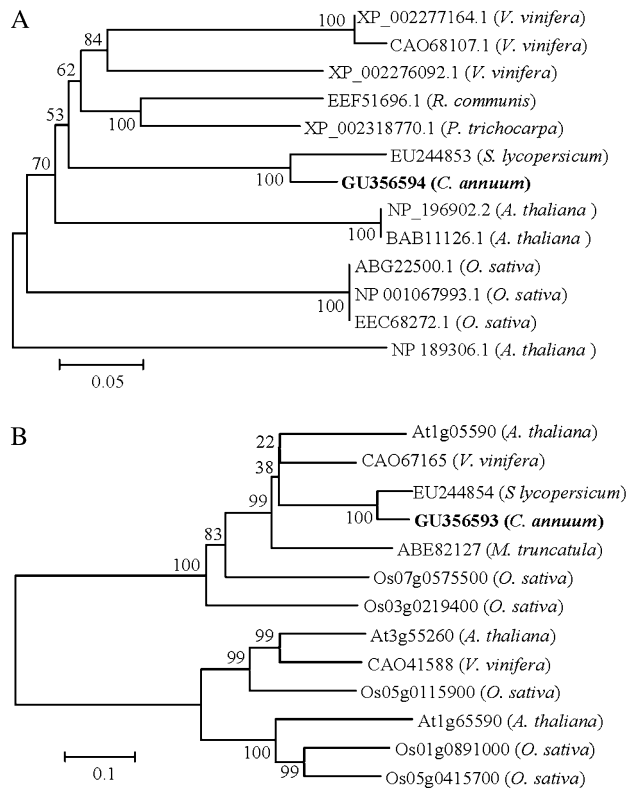 A
100 XP_002277164.1 (V. vinifera)
84 CAO68107.1 (V. vinifera)
62 XP_002276092.1 (V. vinifera)
EEF51696.1 (R. communis)
53 100 XP_002318770.1 (P. trichocarpa)
70 EU244853 (S. lycopersicum)
100 GU356594 (C. annuum)
NP_196902.2 (A. thaliana )
100 BAB11126.1 (A. thaliana )
ABG22500.1 (O. sativa)
100 NP 001067993.1 (O. sativa)
EEC68272.1 (O. sativa)
NP 189306.1 (A. thaliana )
0.05
B
22 At1g05590 (A. thaliana)
38 CAO67165 (V. vinifera)
99 EU244854 (S lycopersicum)
100 GU356593 (C. annuum)
83 ABE82127 (M. truncatula)
100 Os07g0575500 (O. sativa)
Os03g0219400 (O. sativa)
99 At3g55260 (A. thaliana)
99 CAO41588 (V. vinifera)
Os05g0115900 (O. sativa)
At1g65590 (A. thaliana)
100 Os01g0891000 (O. sativa)
99 Os05g0415700 (O. sativa)
0.1